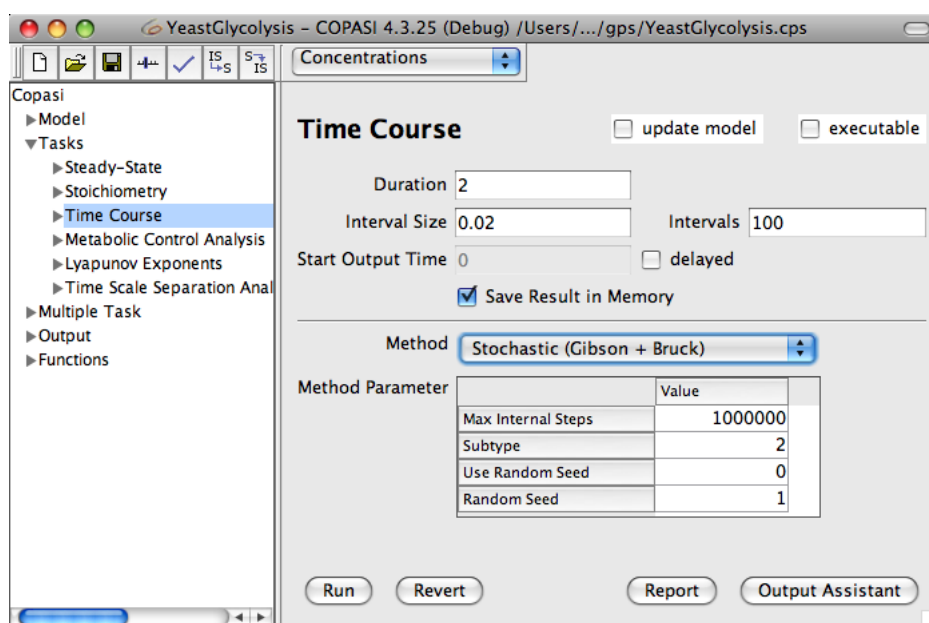 YeastGlycolysis – COPASI 4.3.25 (Debug) /Users/.../gps/YeastGlycolysis.cps
IS
S
S
IS
Concentrations
Copasi
Model
Tasks
Steady-State
Stoichiometry
Time Course
Metabolic Control Analysis
Lyapunov Exponents
Time Scale Separation Anal
Multiple Task
Output
Functions
Time Course
update model
executable
Duration 2
Interval Size 0.02 Intervals 100
Start Output Time 0 delayed
Save Result in Memory
Method Stochastic (Gibson + Bruck)
Method Parameter
Value
Max Internal Steps 1000000
Subtype 2
Use Random Seed 0
Random Seed 1
Run Revert Report Output Assistant